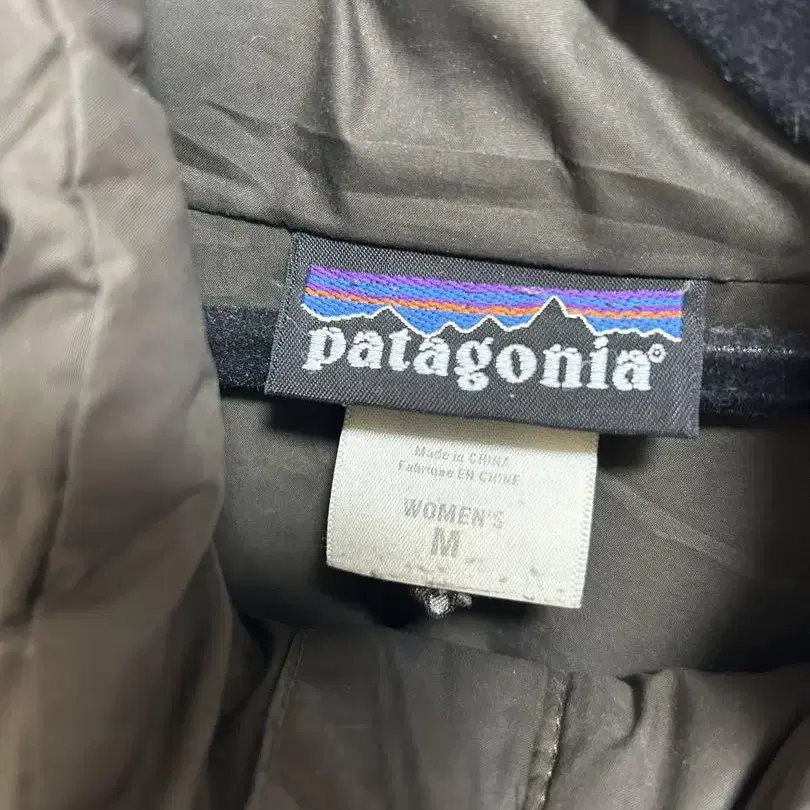 patagonia®
Made in CHINA
Fabriqué EN CHINE
WOMEN'S
M